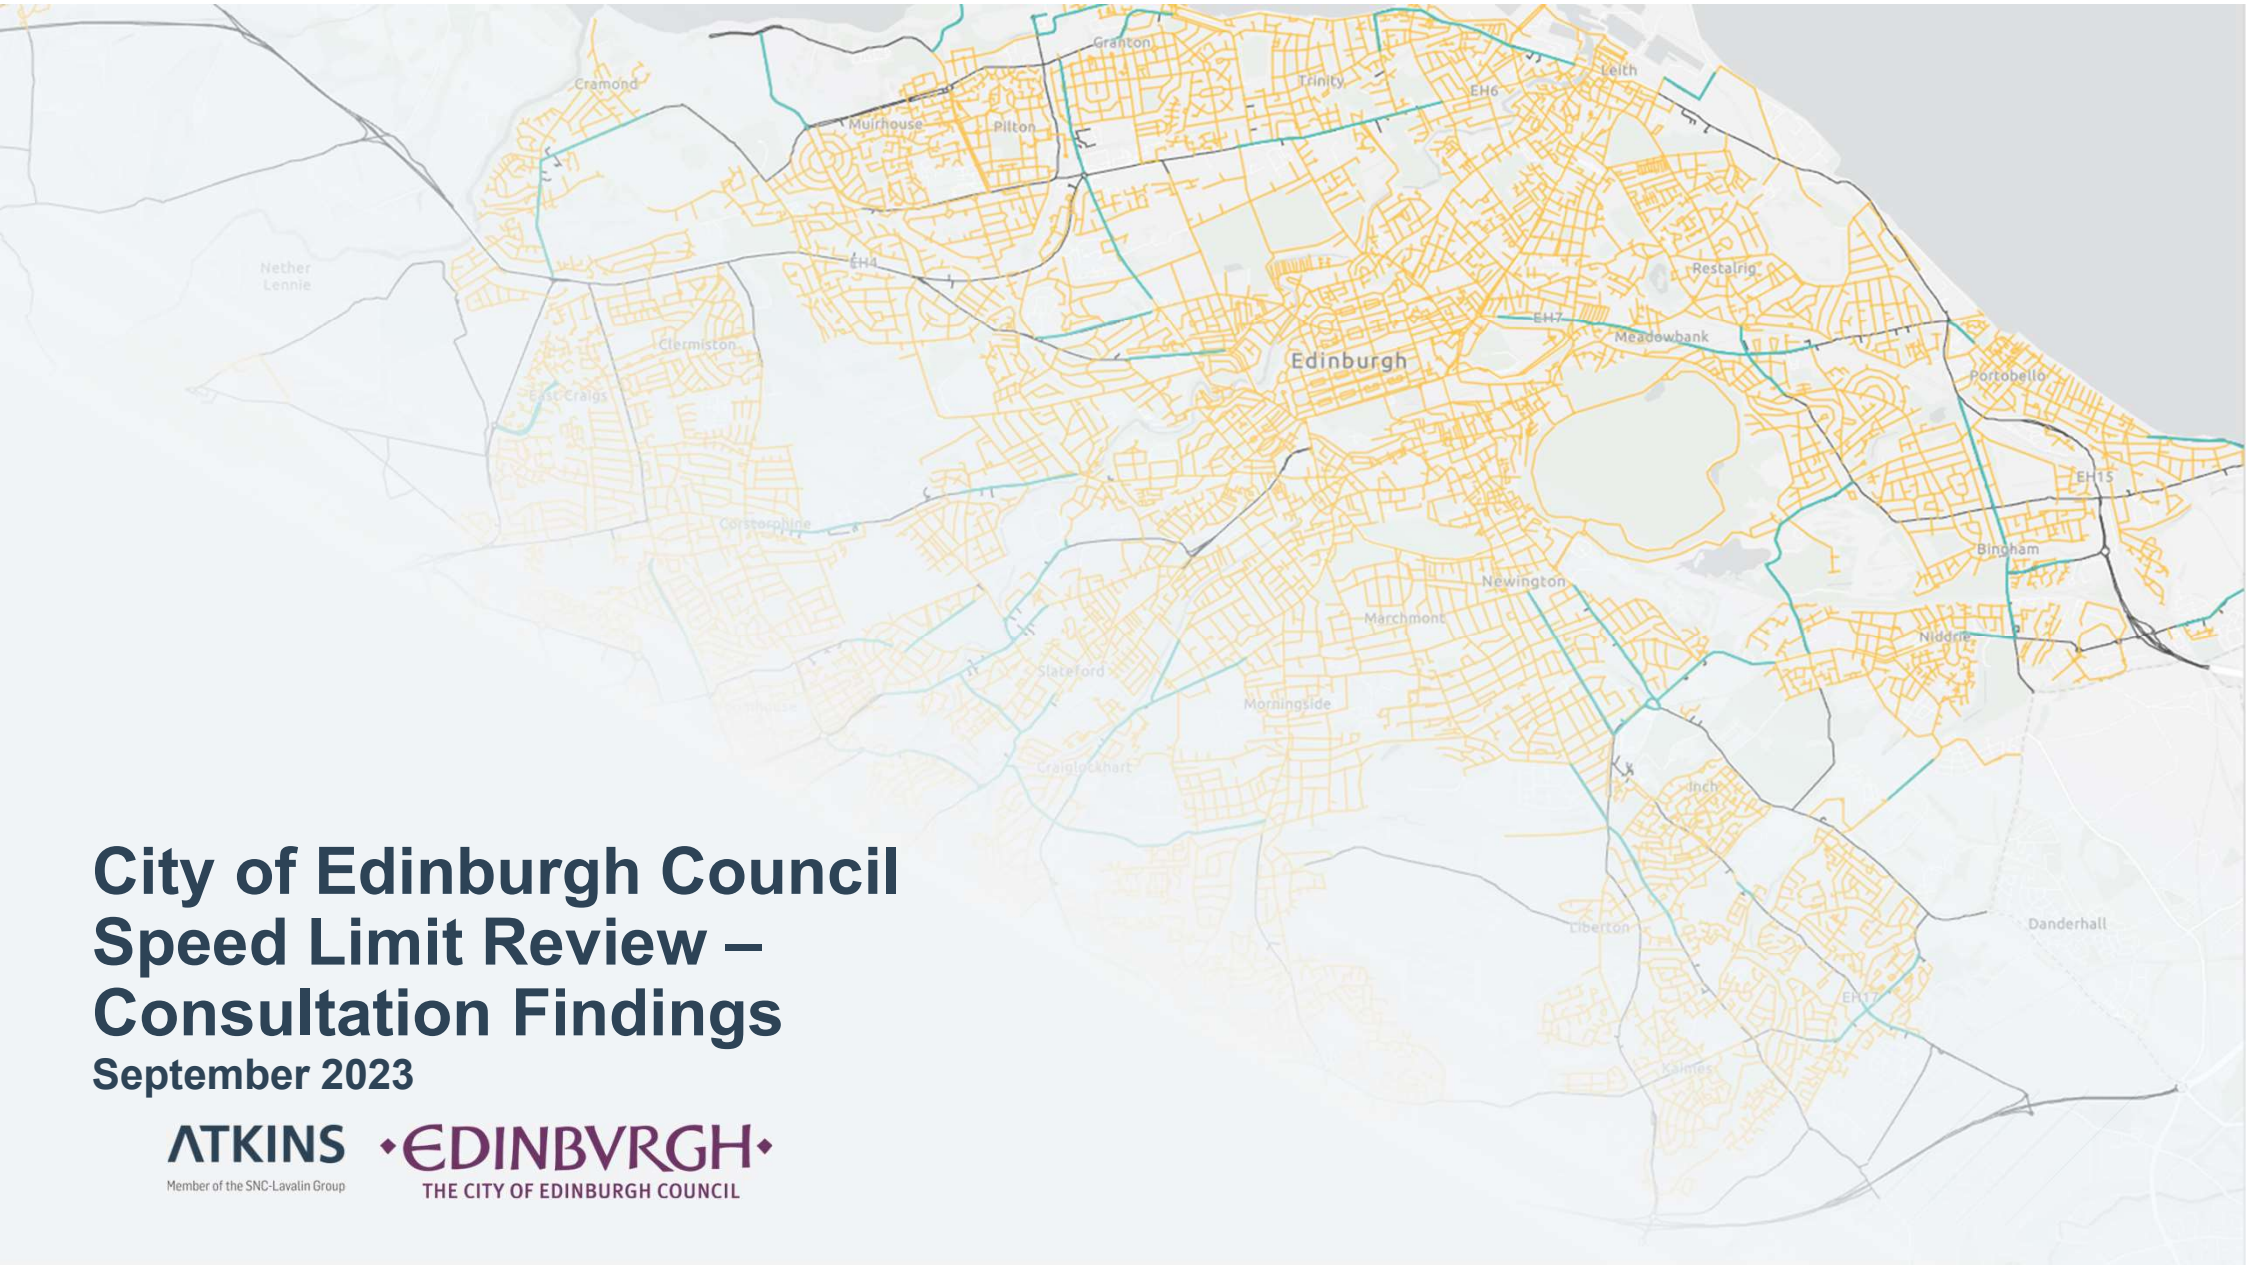 Granton
Leith
Cramond
Trinity
EH6
Muirhouse
Pilton
Nether
Lennie
EH4
Restalrig
EH7
Meadowbank
Clermiston
Edinburgh
Portobello
East Craigs
EH15
Corstorphine
Bingham
Newington
Marchmont
Niddrie
Slateford
Morningside
Craiglockhart
Inch
Liberton
Danderhall
EH17
Kaimes
City of Edinburgh Council
Speed Limit Review –
Consultation Findings
September 2023
ATKINS
Member of the SNC-Lavalin Group
EDINBVRGH
THE CITY OF EDINBURGH COUNCIL